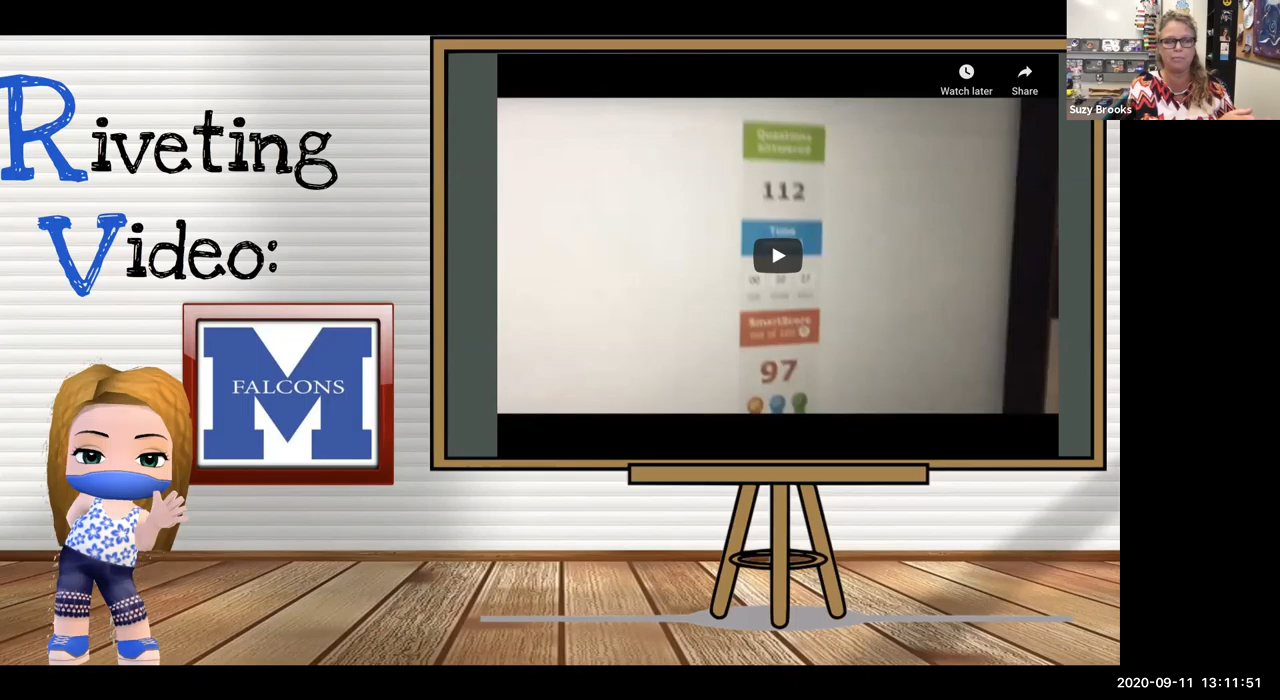 Watch later
Share
Suzy Brooks
Riveting
Video:
FALCONS
Questions
112
Time
SmartScore
97
2020-09-11 13:11:51